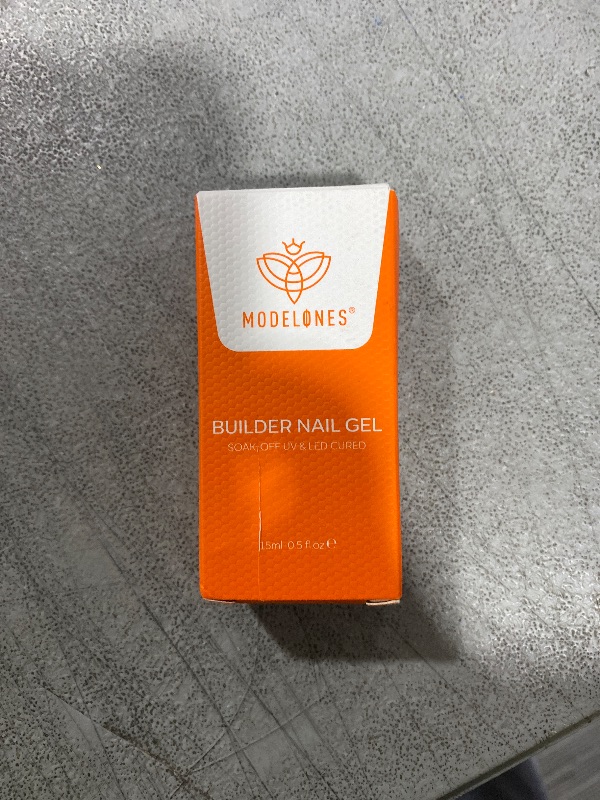 MODELONES®
BUILDER NAIL GEL
SOAK OFF UV & LED CURED
15ml 0.5 fl oz ℮